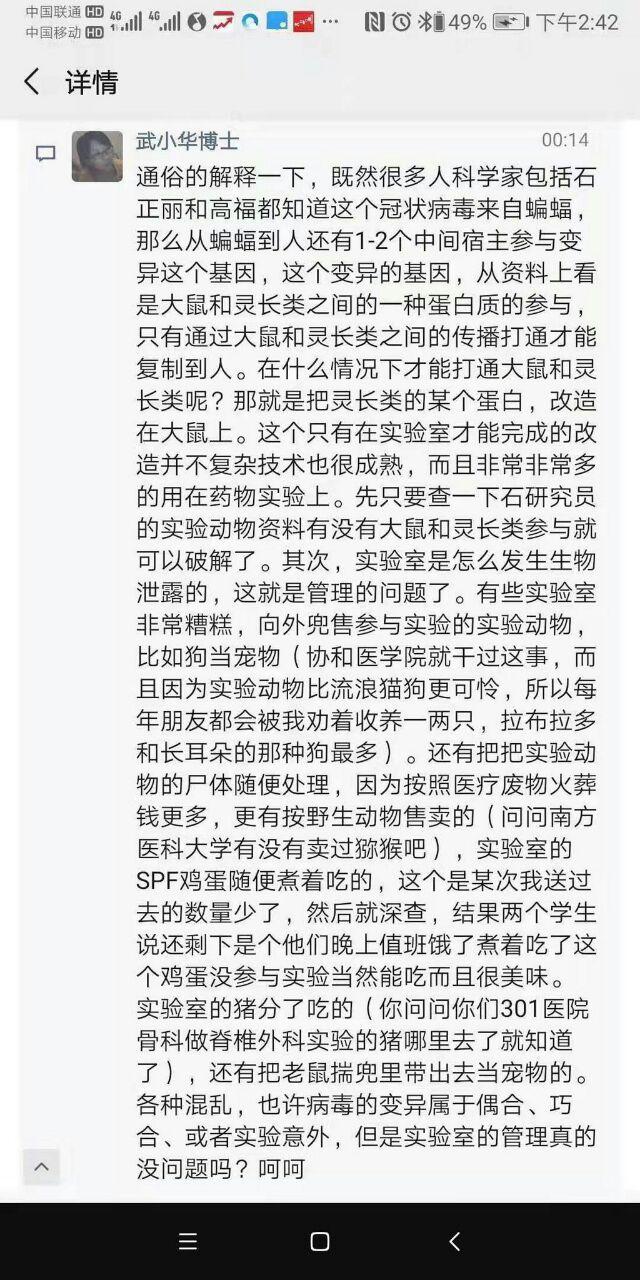 中国联通 HD 4G 4G 49% 下午2:42
中国移动 HD
详情
武小华博士 00:14
通俗的解释一下，既然很多人科学家包括石
正丽和高福都知道这个冠状病毒来自蝙蝠，
那么从蝙蝠到人还有1-2个中间宿主参与变
异这个基因，这个变异的基因，从资料上看
是大鼠和灵长类之间的一种蛋白质的参与，
只有通过大鼠和灵长类之间的传播打通才能
复制到人。在什么情况下才能打通大鼠和灵
长类呢？那就是把灵长类的某个蛋白，改造
在大鼠上。这个只有在实验室才能完成的改
造并不复杂技术也很成熟，而且非常非常多
的用在药物实验上。先只要查一下石研究员
的实验动物资料有没有大鼠和灵长类参与就
可以破解了。其次，实验室是怎么发生生物
泄露的，这就是管理的问题了。有些实验室
非常糟糕，向外兜售参与实验的实验动物，
比如狗当宠物（协和医学院就干过这事，而
且因为实验动物比流浪猫狗更可怜，所以每
年朋友都会被我劝着收养一两只，拉布拉多
和长耳朵的那种狗最多）。还有把把实验动
物的尸体随便处理，因为按照医疗废物火葬
钱更多，更有按野生动物售卖的（问问南方
医科大学有没有卖过猕猴吧），实验室的
SPF鸡蛋随便煮着吃的，这个是某次我送过
去的数量少了，然后就深查，结果两个学生
说还剩下是个他们晚上值班饿了煮着吃了这
个鸡蛋没参与实验当然能吃而且很美味。
实验室的猪分了吃的（你问问你们301医院
骨科做脊椎外科实验的猪哪里去了就知道
了），还有把老鼠揣兜里带出去当宠物的。
各种混乱，也许病毒的变异属于偶合、巧
合、或者实验意外，但是实验室的管理真的
没问题吗？呵呵